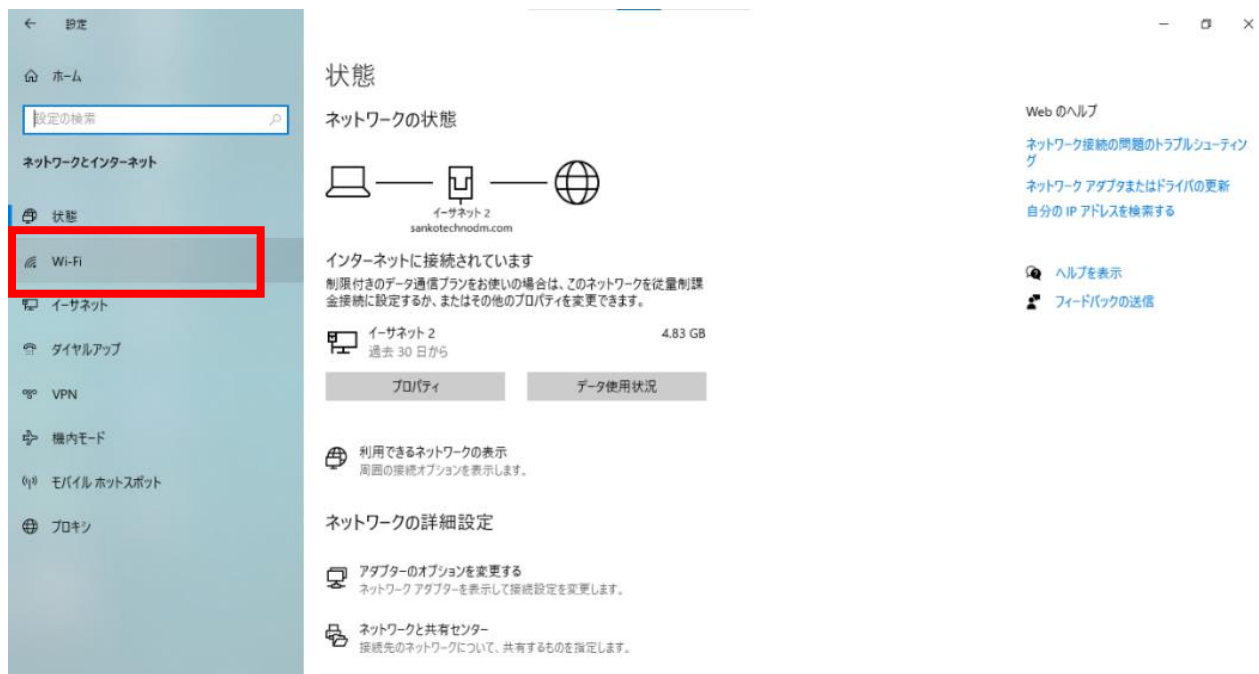 設定
ホーム
設定の検索
ネットワークとインターネット
状態
Wi-Fi
イーサネット
ダイヤルアップ
VPN
機内モード
モバイル ホットスポット
プロキシ
状態
ネットワークの状態
イーサネット 2
sankotechnodm.com
インターネットに接続されています
制限付きのデータ通信プランをお使いの場合は、このネットワークを従量制課
金接続に設定するか、またはその他のプロパティを変更できます。
イーサネット 2
4.83 GB
過去 30 日から
プロパティ
データ使用状況
利用できるネットワークの表示
周囲の接続オプションを表示します。
ネットワークの詳細設定
アダプターのオプションを変更する
ネットワーク アダプターを表示して接続設定を変更します。
ネットワークと共有センター
接続先のネットワークについて、共有するものを指定します。
Web のヘルプ
ネットワーク接続の問題のトラブルシューティン
グ
ネットワーク アダプタまたはドライバの更新
自分の IP アドレスを検索する
ヘルプを表示
フィードバックの送信